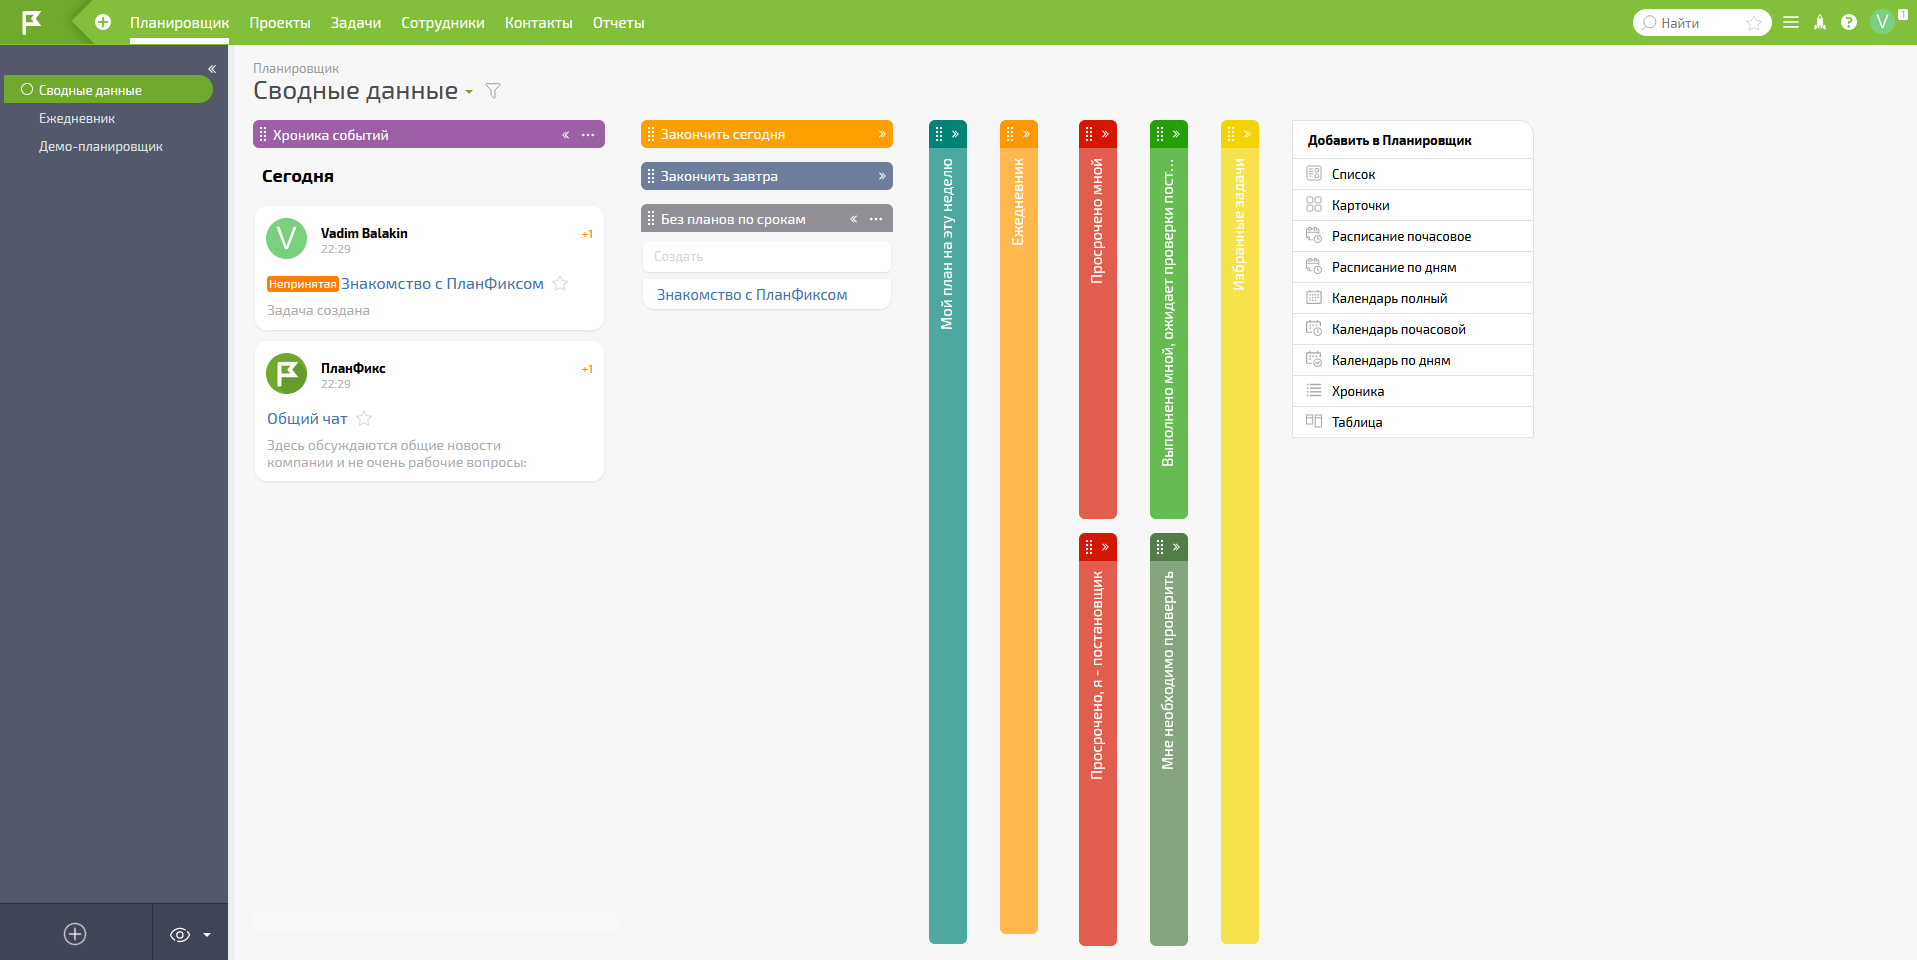 Планировщик
Проекты
Задачи
Сотрудники
Контакты
Отчеты
Найти
V
1
Сводные данные
Ежедневник
Демо-планировщик
Планировщик
Сводные данные
Хроника событий
Сегодня
V
Vadim Balakin
+1
22:29
Непринятая Знакомство с ПланФиксом
Задача создана
ПланФикс
+1
22:29
Общий чат
Здесь обсуждаются общие новости
компании и не очень рабочие вопросы:
Закончить сегодня
Закончить завтра
Без планов по срокам
Создать
Знакомство с ПланФиксом
Мой план на эту неделю
Ежедневник
Просрочено мной
Просрочено, я - постановщик
Выполнено мной, ожидает проверки пост...
Мне необходимо проверить
Избранные задачи
Добавить в Планировщик
Список
Карточки
Расписание почасовое
Расписание по дням
Календарь полный
Календарь почасовой
Календарь по дням
Хроника
Таблица